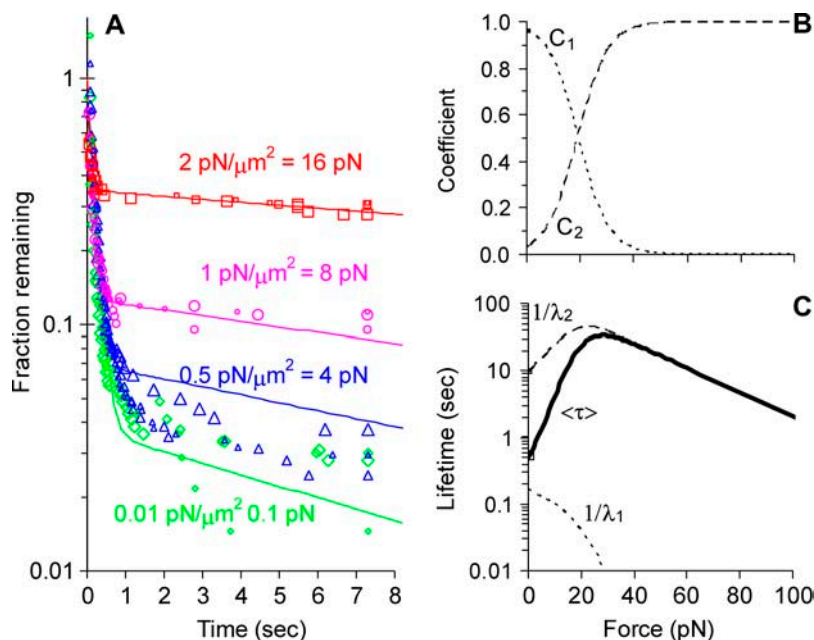 A
Fraction remaining
1
0.1
0.01
2 pN/μm² = 16 pN
1 pN/μm² = 8 pN
0.5 pN/μm² = 4 pN
0.01 pN/μm² 0.1 pN
0 1 2 3 4 5 6 7 8
Time (sec)
B
Coefficient
1.0
0.8
0.6
0.4
0.2
0.0
C₁
C₂
C
Lifetime (sec)
100
10
1
0.1
0.01
1/λ₂
<τ>
1/λ₁
0 20 40 60 80 100
Force (pN)